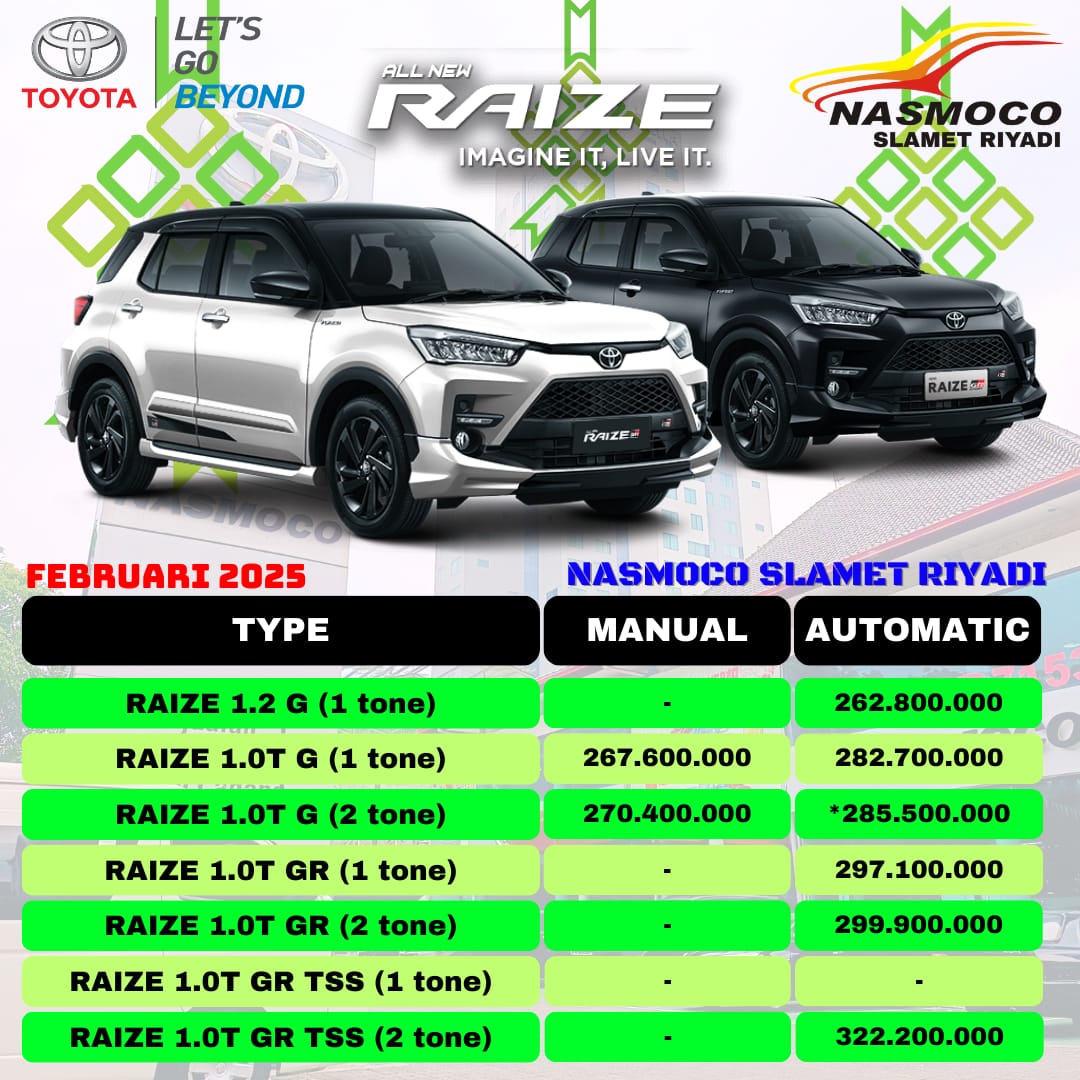 TOYOTA
LET'S
GO
BEYOND
ALL NEW
RAIZE
IMAGINE IT, LIVE IT.
NASMOCO
SLAMET RIYADI
RAIZE
RAIZE GR
NASMOCO
FEBRUARI 2025
NASMOCO SLAMET RIYADI
TYPE MANUAL AUTOMATIC
RAIZE 1.2 G (1 tone) - 262.800.000
RAIZE 1.0T G (1 tone) 267.600.000 282.700.000
RAIZE 1.0T G (2 tone) 270.400.000 *285.500.000
RAIZE 1.0T GR (1 tone) - 297.100.000
RAIZE 1.0T GR (2 tone) - 299.900.000
RAIZE 1.0T GR TSS (1 tone) - -
RAIZE 1.0T GR TSS (2 tone) - 322.200.000